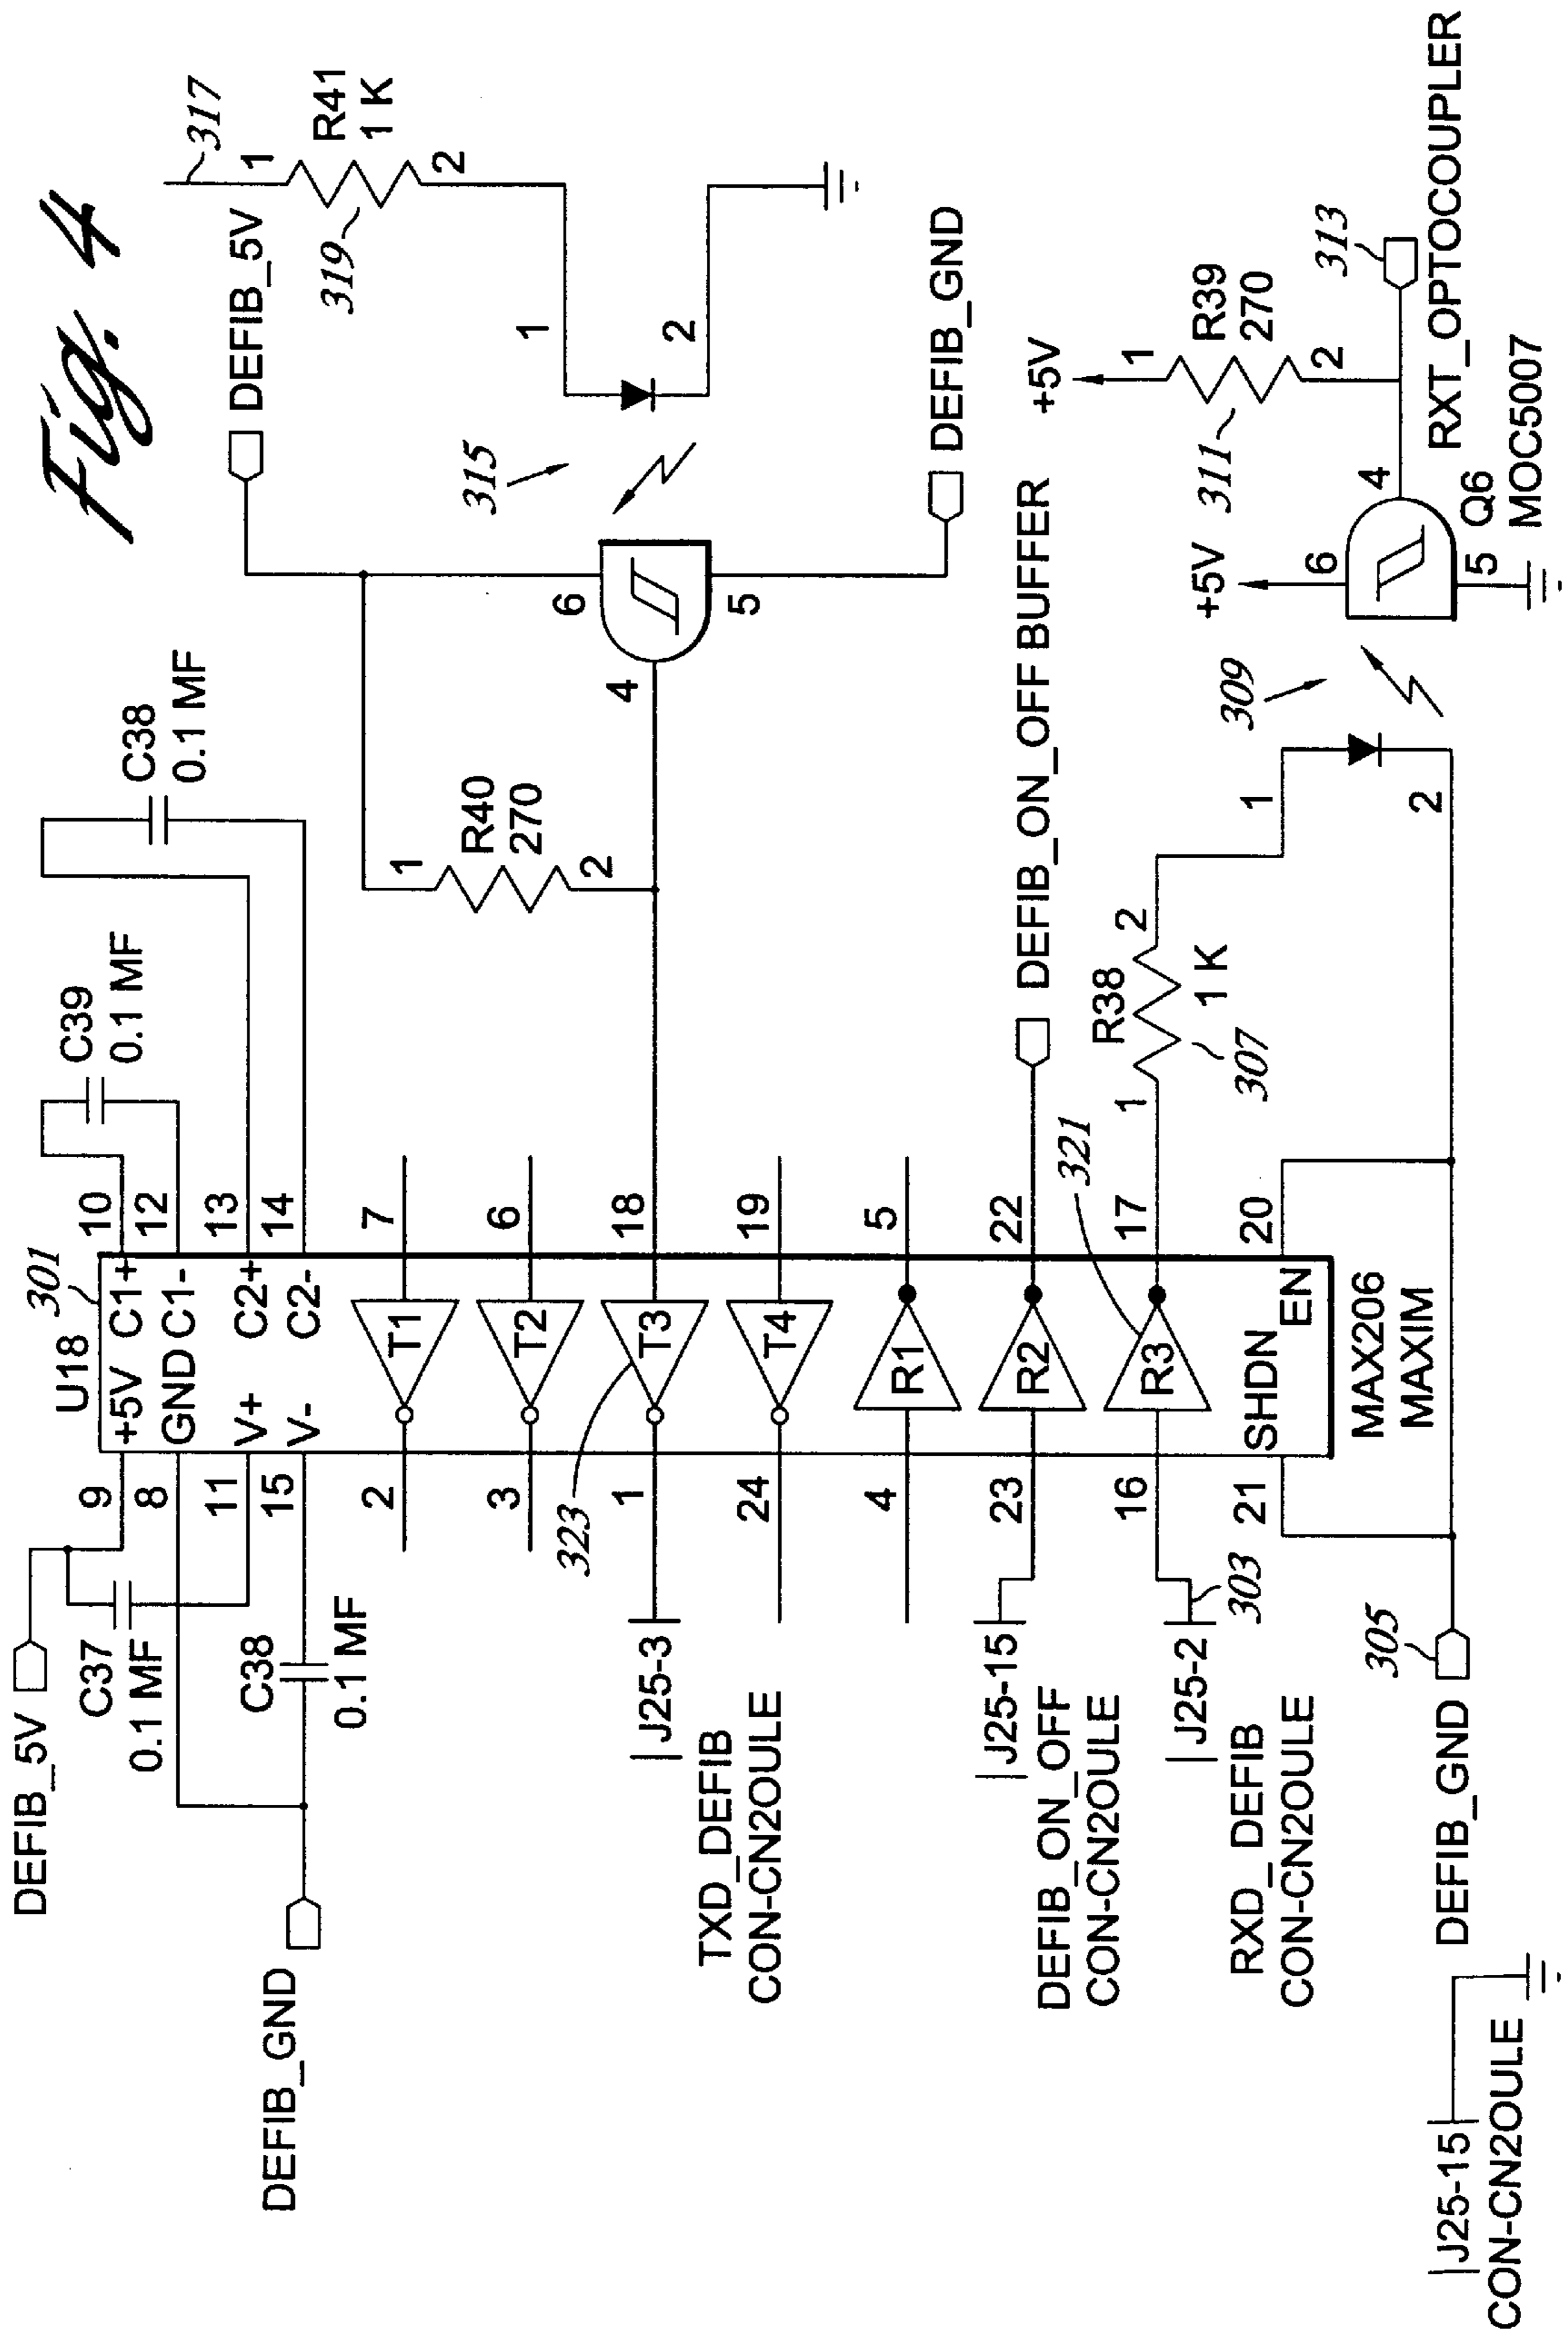 Fig. 4
DEFIB_5V
C37
0.1 MF
DEFIB_GND
C38
0.1 MF
9
8
11
15
U18
301
+5V C1+
GND C1-
V+ C2+
V- C2-
10
12
13
14
C39
0.1 MF
C38
0.1 MF
DEFIB_5V
317
1
R41
1 K
319
2
1
2
315
6
5
4
DEFIB_GND
1
R40
270
2
2
T1
7
3
T2
6
323
1
T3
18
J25-3
TXD_DEFIB
CON-CN2OULE
24
T4
19
4
R1
5
J25-15
DEFIB_ON_OFF
CON-CN2OULE
23
R2
22
DEFIB_ON_OFF BUFFER
J25-2
303
RXD_DEFIB
CON-CN2OULE
16
R3
321
17
1
R38
1 K
307
2
1
2
309
+5V
6
5
4
Q6
MOC5007
+5V
1
R39
270
311
2
313
RXT_OPTOCOUPLER
21
SHDN
EN
20
MAX206
MAXIM
305
DEFIB_GND
J25-15
CON-CN2OULE